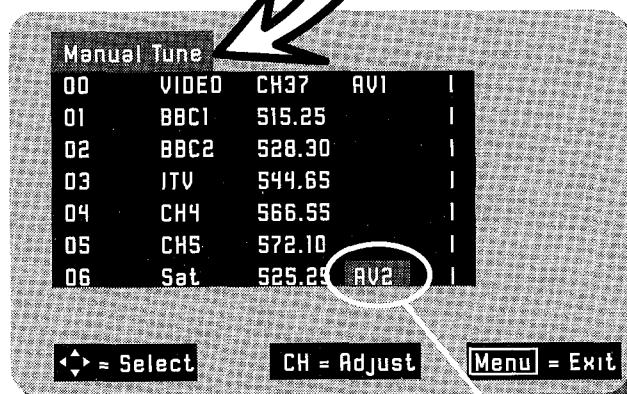 Manual Tune
00 VIDEO CH37 AV1 I
01 BBC1 515.25 I
02 BBC2 528.30 I
03 ITV 544.65 I
04 CH4 566.55 I
05 CH5 572.10 I
06 Sat 525.25 AV2 I
= Select CH = Adjust Menu = Exit